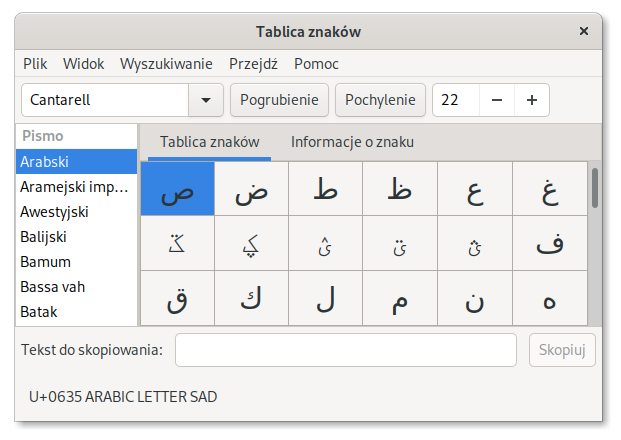 Tablica znaków
Plik Widok Wyszukiwanie Przejdź Pomoc
Cantarell Pogrubienie Pochylenie 22 − +
Pismo
Arabski
Aramejski imp...
Awestyjski
Balijski
Bamum
Bassa vah
Batak
Tablica znaków Informacje o znaku
ص ض ط ظ ع غ
ػ ؼ ؽ ؾ ؿ ف
ق ك ل م ن ه
Tekst do skopiowania: Skopiuj
U+0635 ARABIC LETTER SAD